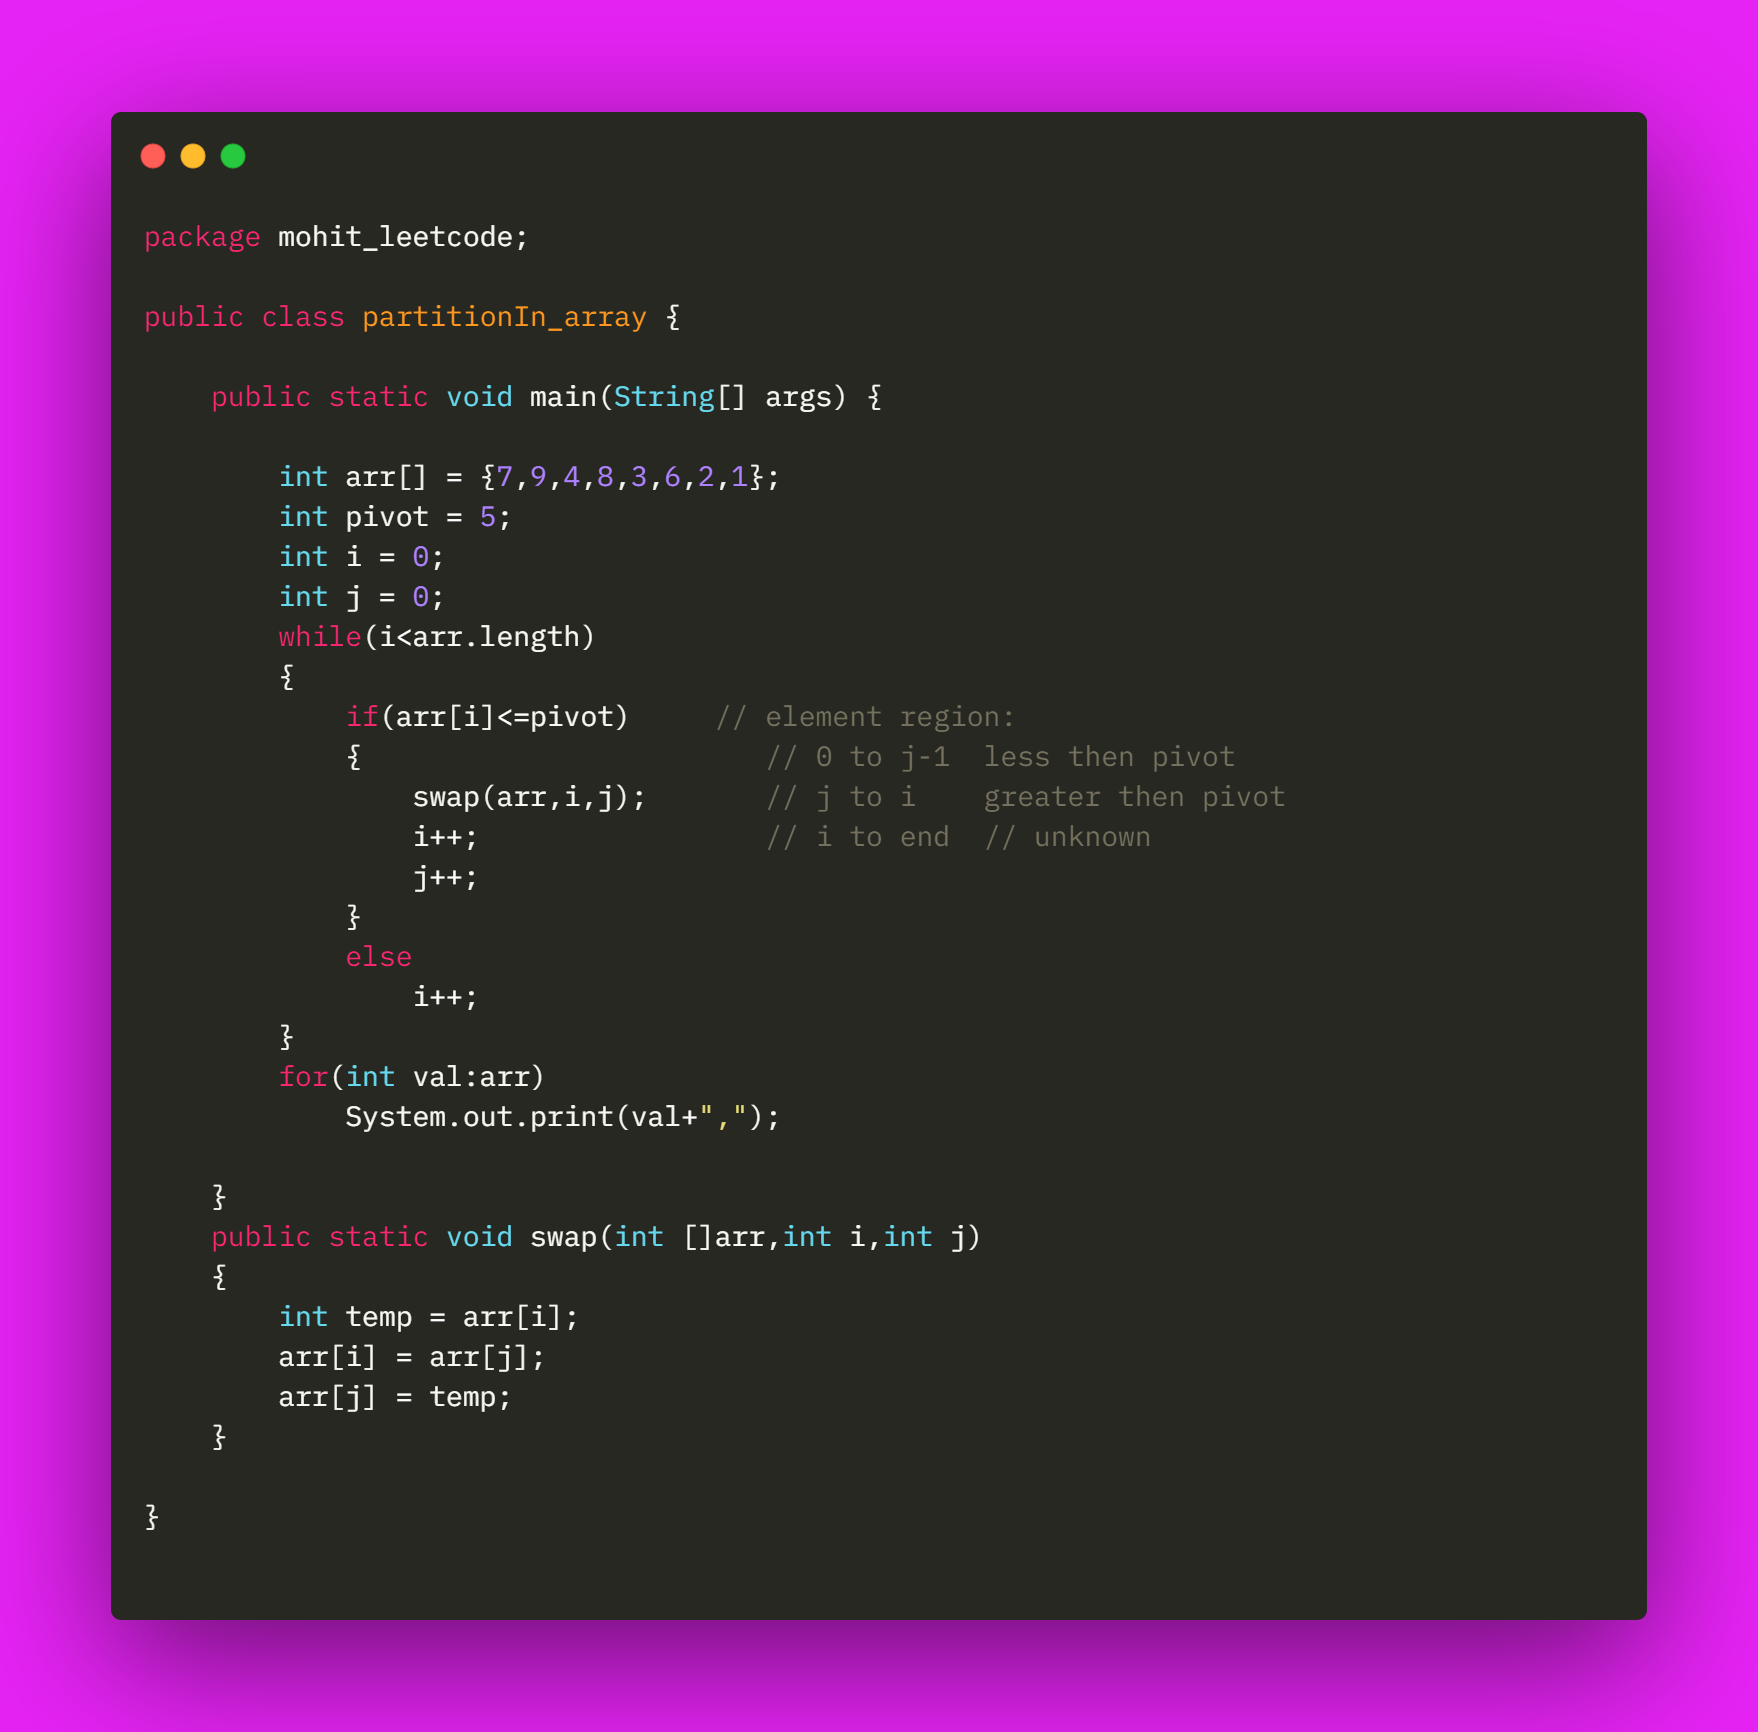 package mohit_leetcode;

public class partitionIn_array {

    public static void main(String[] args) {

        int arr[] = {7,9,4,8,3,6,2,1};
        int pivot = 5;
        int i = 0;
        int j = 0;
        while(i<arr.length)
        {
            if(arr[i]<=pivot)     // element region:
            {                        // 0 to j-1  less then pivot
                swap(arr,i,j);       // j to i    greater then pivot
                i++;                 // i to end  // unknown
                j++;
            }
            else
                i++;
        }
        for(int val:arr)
            System.out.print(val+",");

    }
    public static void swap(int []arr,int i,int j)
    {
        int temp = arr[i];
        arr[i] = arr[j];
        arr[j] = temp;
    }

}